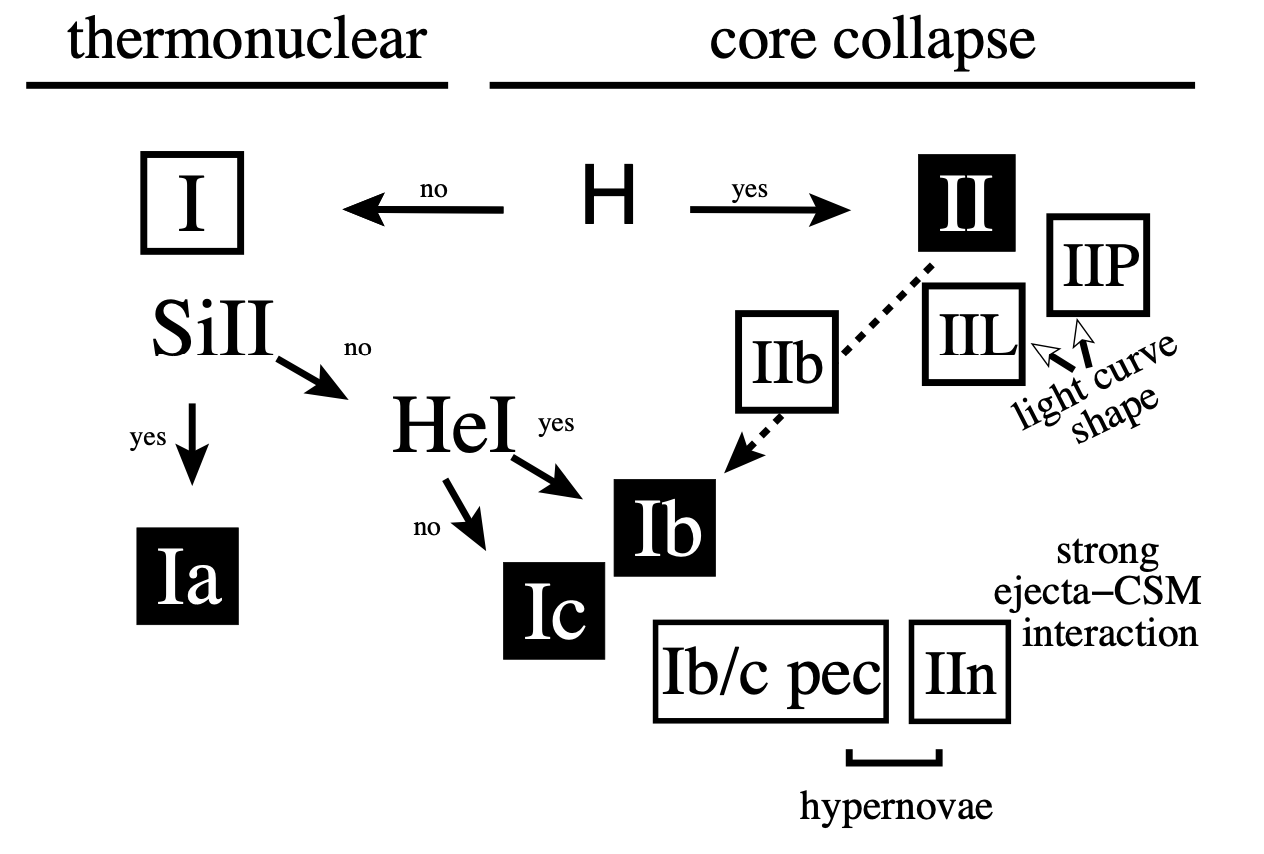 thermonuclear
core collapse
I
no
H
yes
II
IIP
SiII
no
IIb
IIL
light curve
shape
yes
HeI
yes
no
Ib
Ia
Ic
strong
ejecta–CSM
interaction
Ib/c pec
IIn
hypernovae